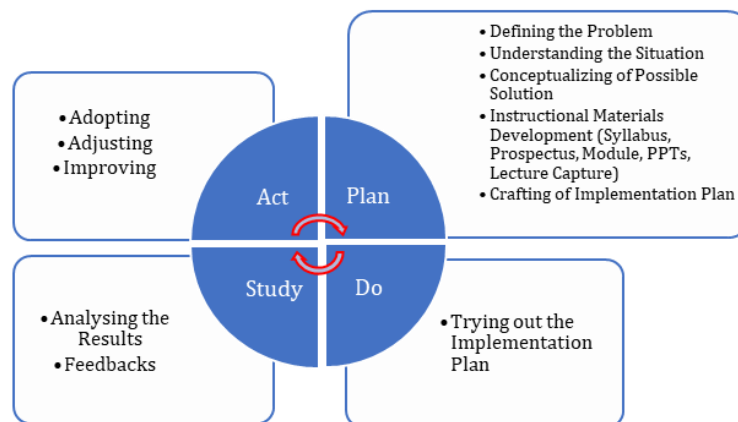 • Adopting
• Adjusting
• Improving
• Defining the Problem
• Understanding the Situation
• Conceptualizing of Possible
Solution
• Instructional Materials
Development (Syllabus,
Prospectus, Module, PPTs,
Lecture Capture)
• Crafting of Implementation Plan
Act
Plan
Study
Do
• Analysing the
Results
• Feedbacks
• Trying out the
Implementation
Plan